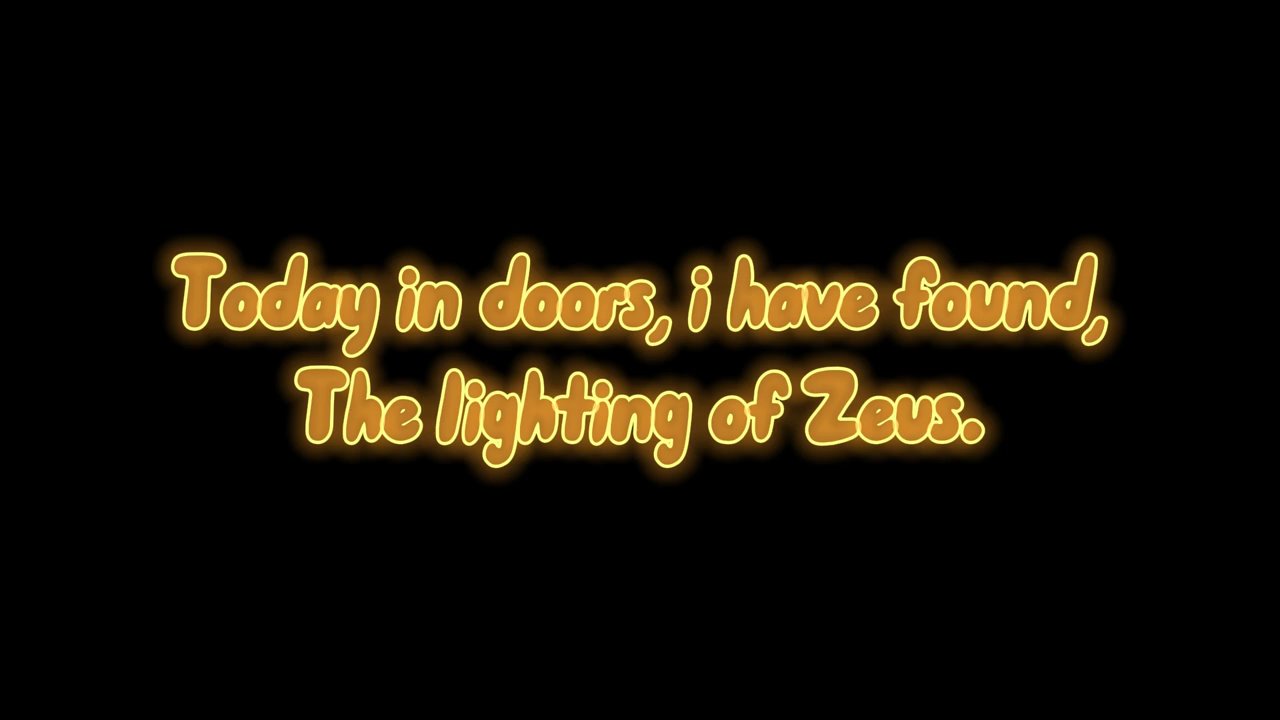 Today in doors, i have found,
The lighting of Zeus.